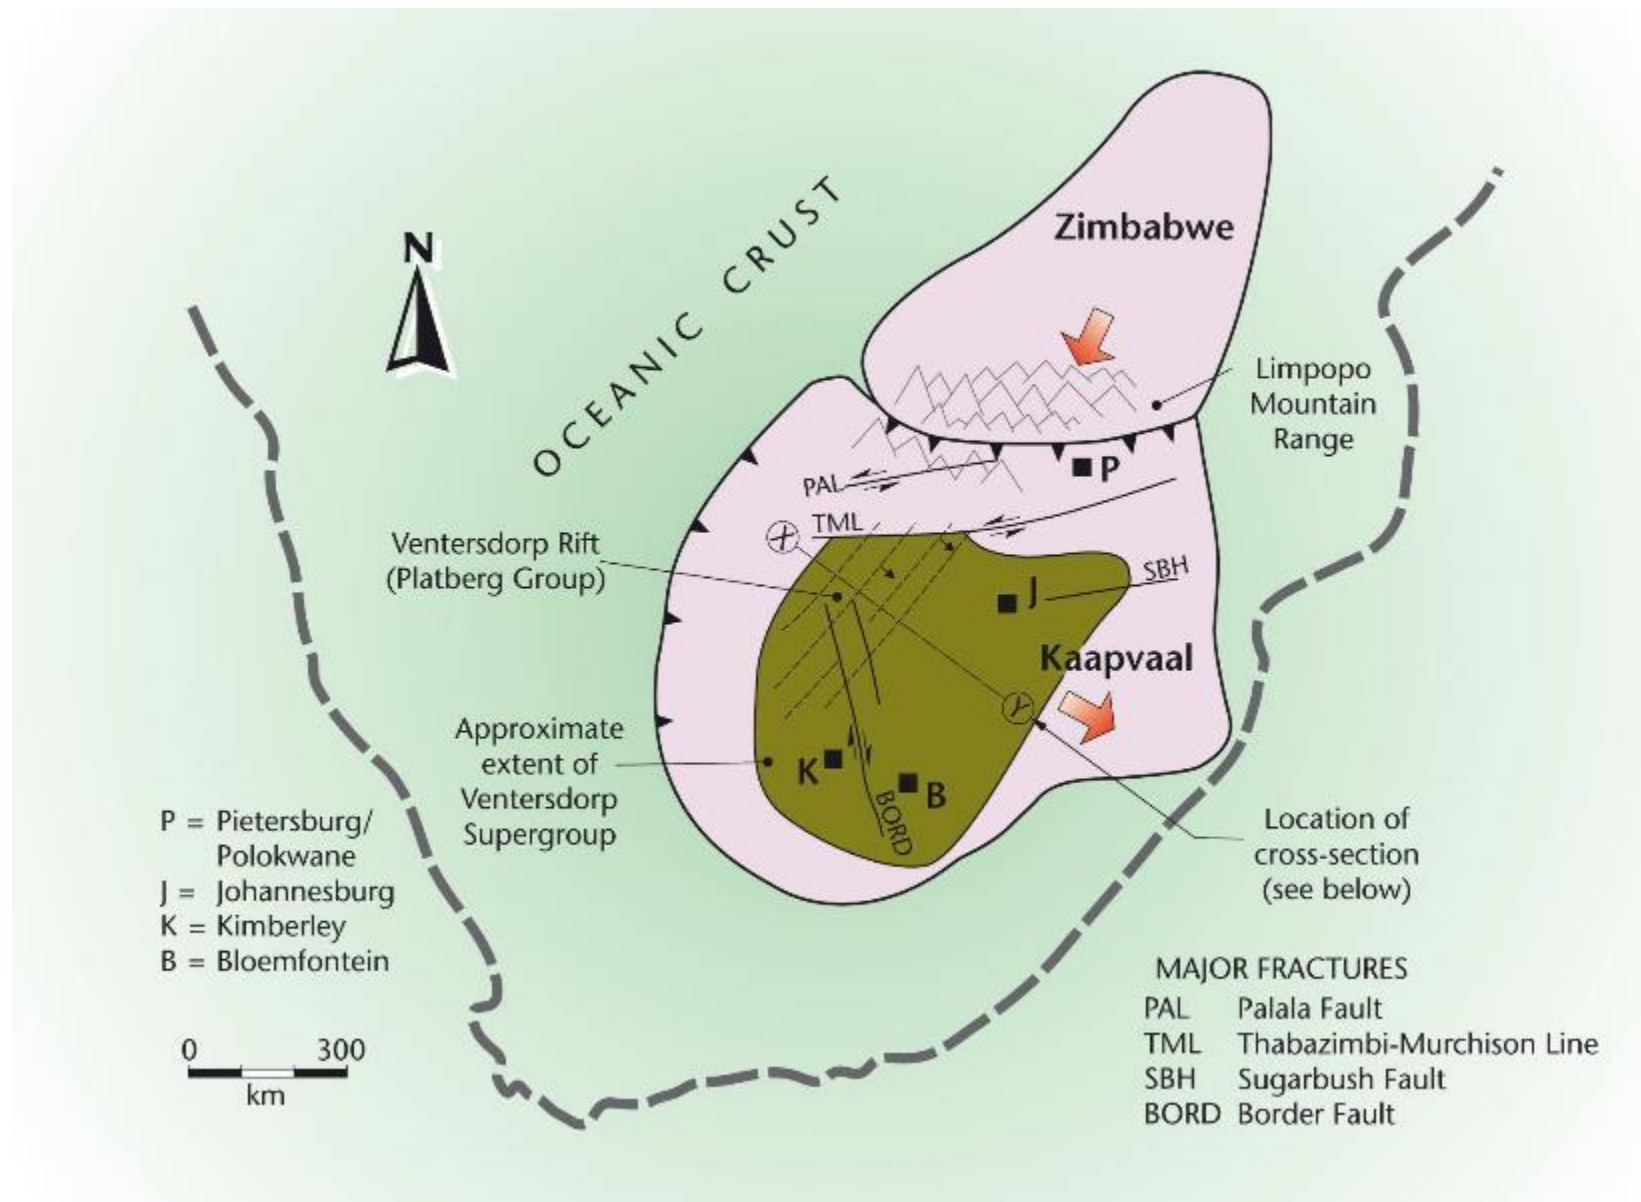 Zimbabwe
N
OCEANIC CRUST
Limpopo
Mountain
Range
P
PAL
X
TML
Ventersdorp Rift
(Platberg Group)
SBH
J
Kaapvaal
Y
Approximate
extent of
Ventersdorp
Supergroup
K
B
BORD
P = Pietersburg/
Polokwane
J = Johannesburg
K = Kimberley
B = Bloemfontein
Location of
cross-section
(see below)
0 300
km
MAJOR FRACTURES
PAL Palala Fault
TML Thabazimbi-Murchison Line
SBH Sugarbush Fault
BORD Border Fault